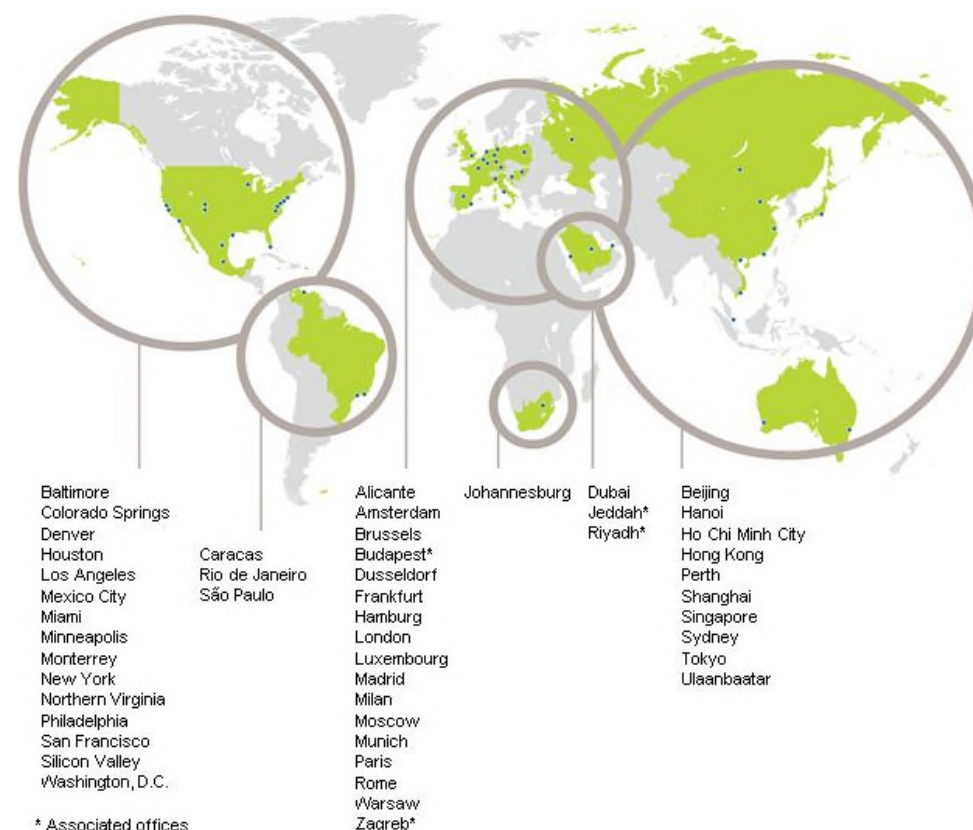 Baltimore
Colorado Springs
Denver
Houston
Los Angeles
Mexico City
Miami
Minneapolis
Monterrey
New York
Northern Virginia
Philadelphia
San Francisco
Silicon Valley
Washington, D.C.
* Associated offices
Caracas
Rio de Janeiro
São Paulo
Alicante
Amsterdam
Brussels
Budapest*
Dusseldorf
Frankfurt
Hamburg
London
Luxembourg
Madrid
Milan
Moscow
Munich
Paris
Rome
Warsaw
Zagreb*
Johannesburg
Dubai
Jeddah*
Riyadh*
Beijing
Hanoi
Ho Chi Minh City
Hong Kong
Perth
Shanghai
Singapore
Sydney
Tokyo
Ulaanbaatar